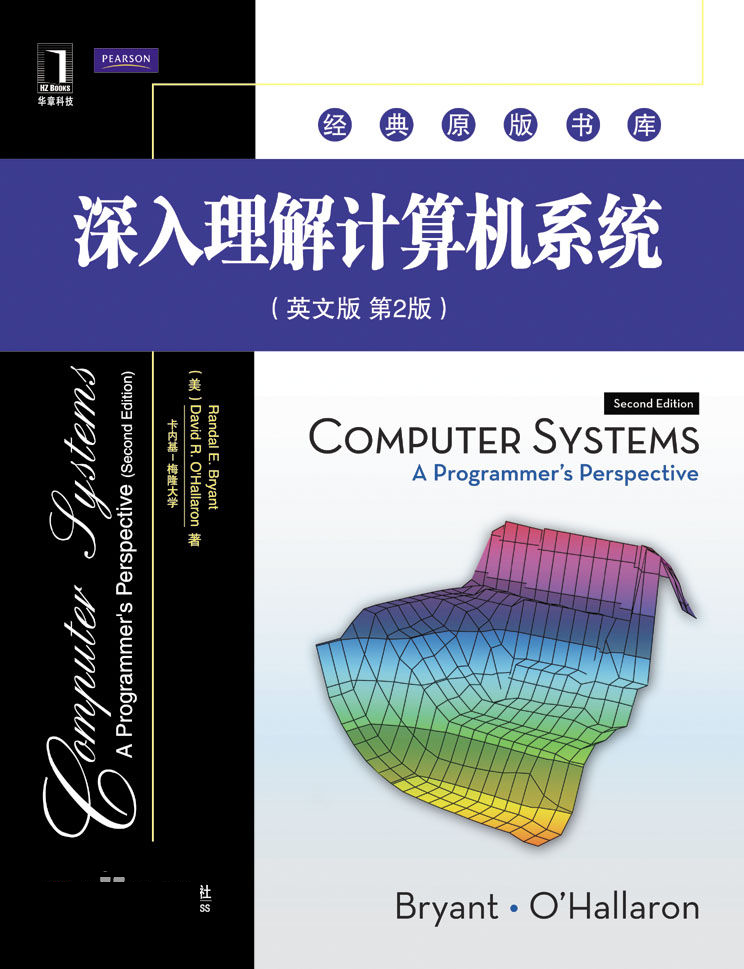 HZ BOOKS
华章科技
PEARSON
经典原版书库
深入理解计算机系统
（英文版 第2版）
Computer Systems
A Programmer's Perspective (Second Edition)
Randal E. Bryant
（美）David R. O'Hallaron 著
卡内基-梅隆大学
Second Edition
COMPUTER SYSTEMS
A Programmer's Perspective
社
SS
Bryant • O'Hallaron